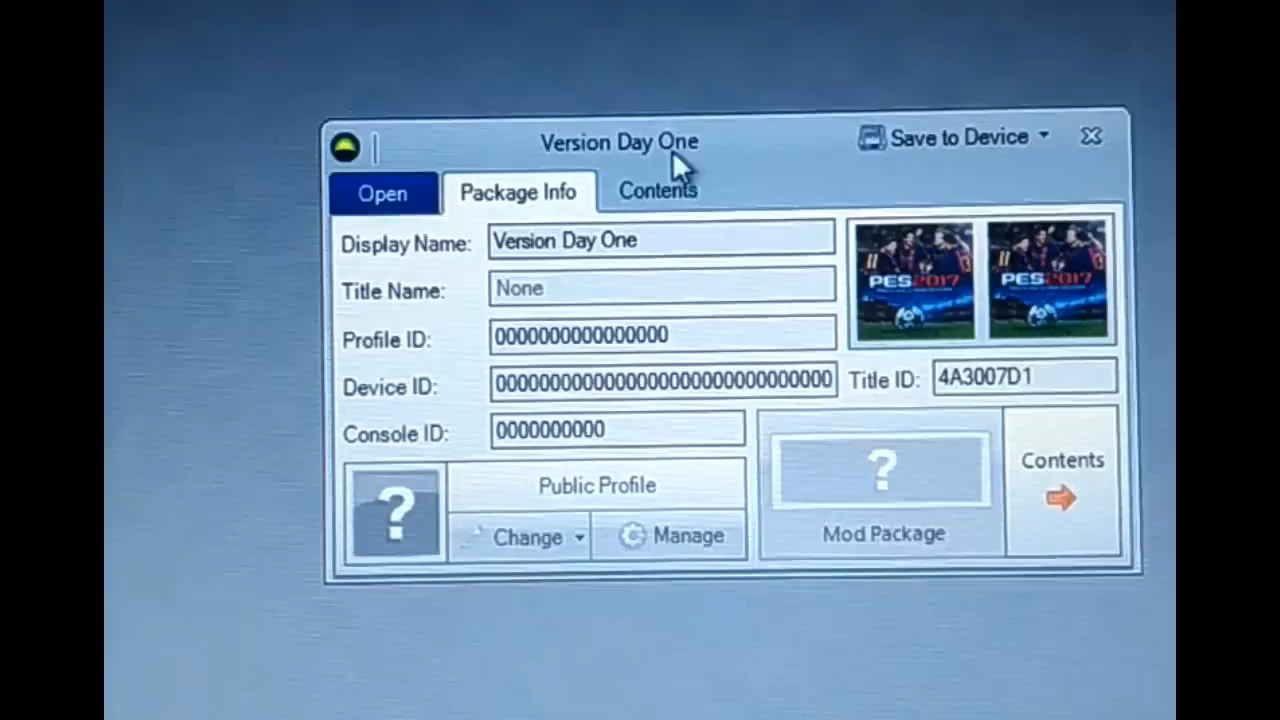 Version Day One
Save to Device
Open
Package Info
Contents
Display Name: Version Day One
Title Name: None
Profile ID: 0000000000000000
Device ID: 0000000000000000000000000000
Console ID: 0000000000
PES2017
PES2017
Title ID: 4A3007D1
?
Public Profile
Change
Manage
?
Mod Package
Contents